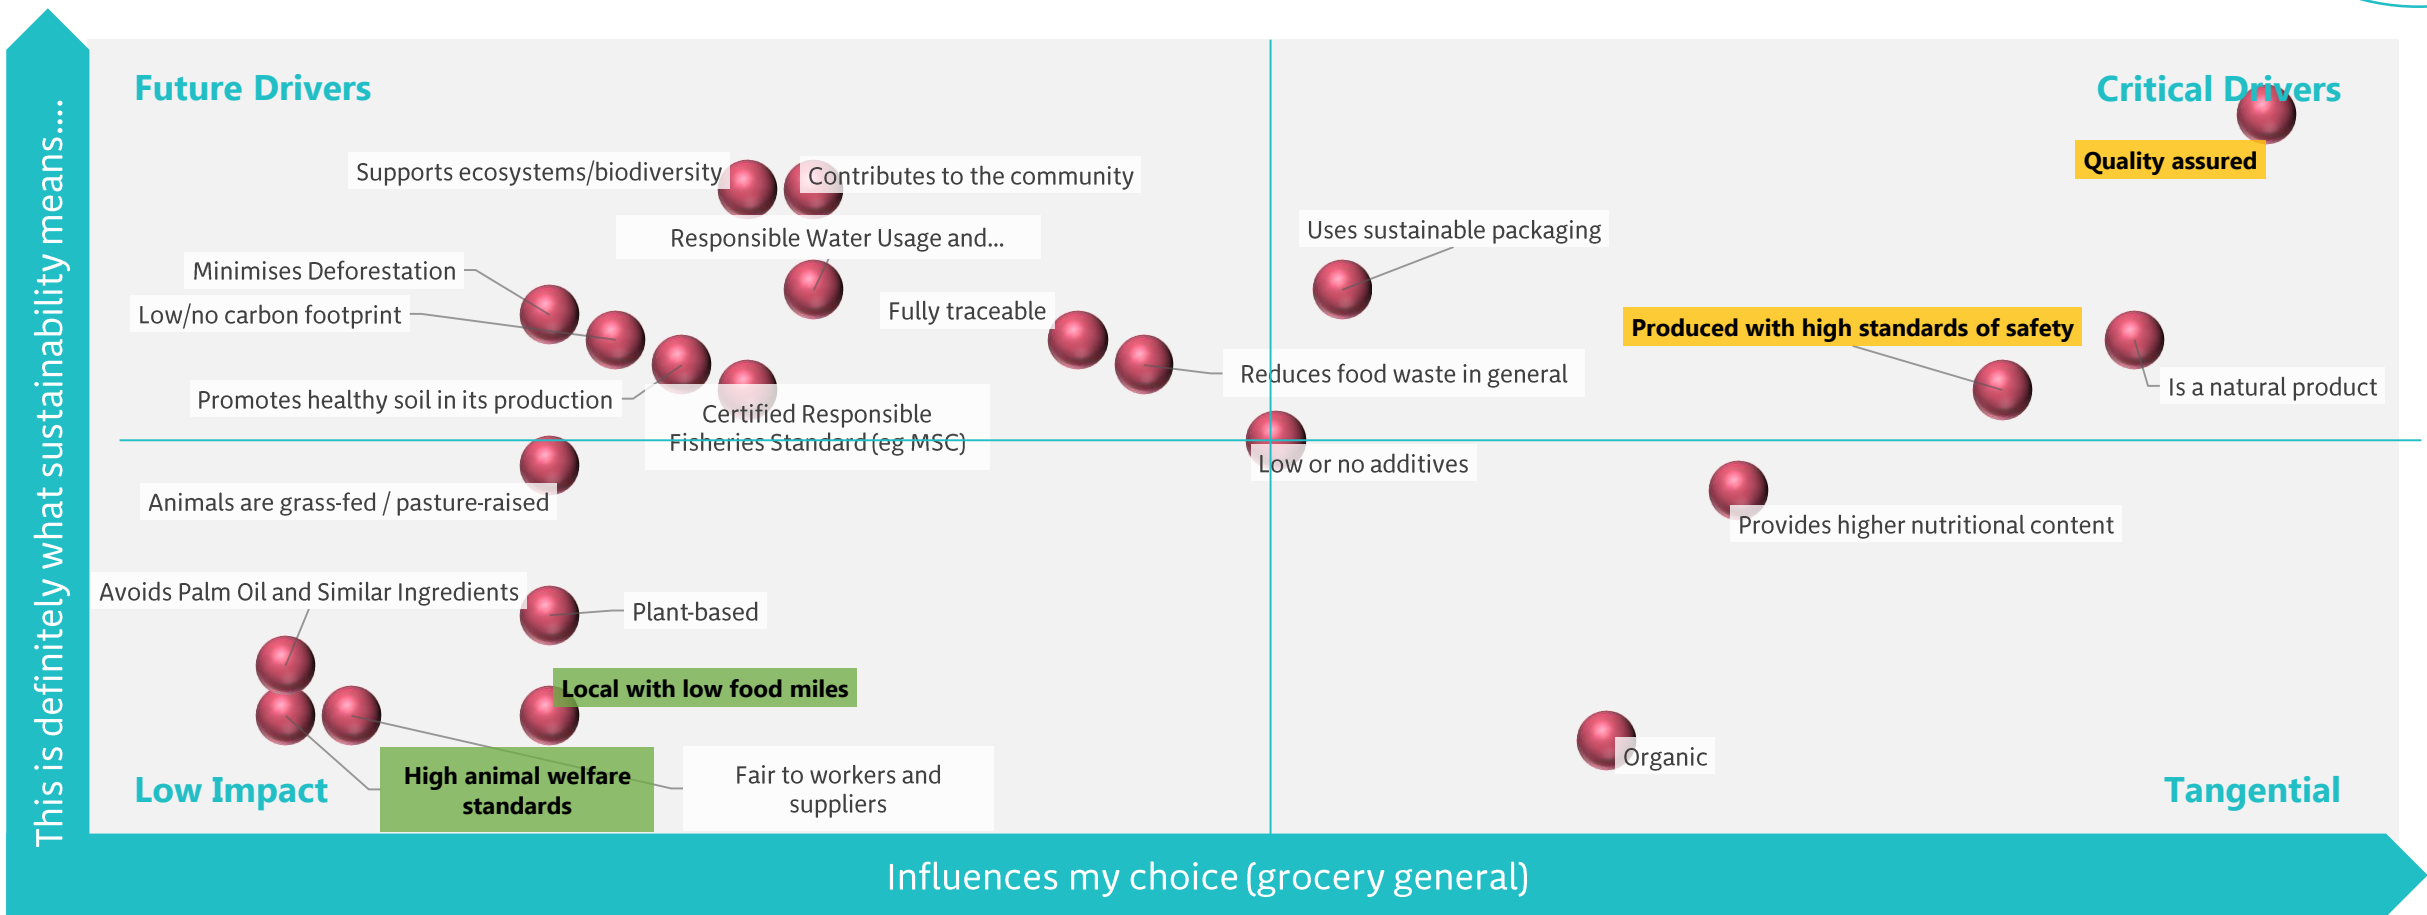 This is definitely what sustainability means....
Future Drivers
Critical Drivers
Quality assured
Supports ecosystems/biodiversity
Contributes to the community
Responsible Water Usage and...
Uses sustainable packaging
Minimises Deforestation
Low/no carbon footprint
Fully traceable
Produced with high standards of safety
Reduces food waste in general
Is a natural product
Promotes healthy soil in its production
Certified Responsible
Fisheries Standard (eg MSC)
Low or no additives
Animals are grass-fed / pasture-raised
Provides higher nutritional content
Avoids Palm Oil and Similar Ingredients
Plant-based
Local with low food miles
Organic
Low Impact
High animal welfare
standards
Fair to workers and
suppliers
Tangential
Influences my choice (grocery general)